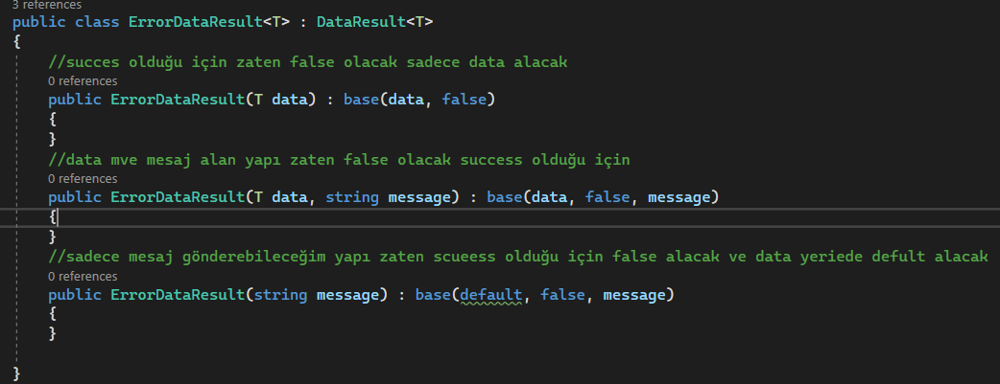 3 references
public class ErrorDataResult<T> : DataResult<T>
{
//succes olduğu için zaten false olacak sadece data alacak
0 references
public ErrorDataResult(T data) : base(data, false)
{
}
//data mve mesaj alan yapı zaten false olacak success olduğu için
0 references
public ErrorDataResult(T data, string message) : base(data, false, message)
{
}
//sadece mesaj gönderebileceğim yapı zaten scueess olduğu için false alacak ve data yeriede defult alacak
0 references
public ErrorDataResult(string message) : base(default, false, message)
{
}
}